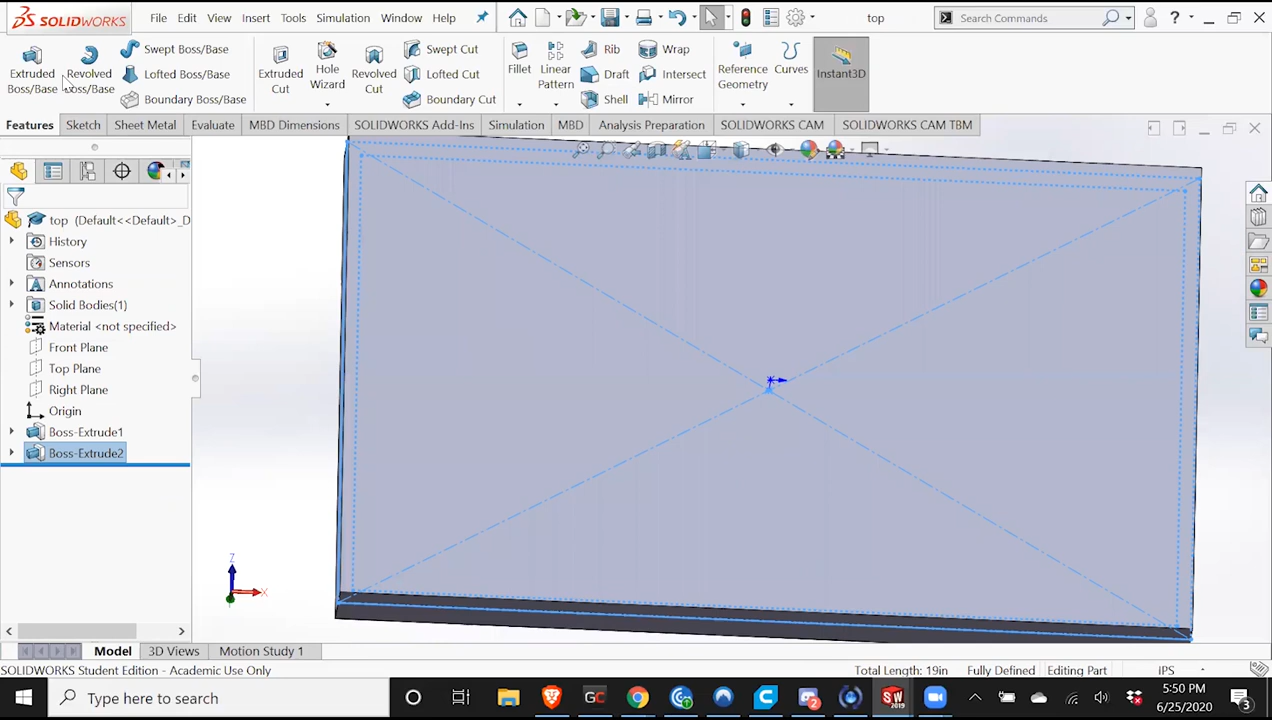 SOLIDWORKS File Edit View Insert Tools Simulation Window Help top Search Commands ?
Extruded Boss/Base
Revolved Boss/Base
Swept Boss/Base
Lofted Boss/Base
Boundary Boss/Base
Extruded Cut
Hole Wizard
Revolved Cut
Swept Cut
Lofted Cut
Boundary Cut
Fillet
Linear Pattern
Rib
Draft
Shell
Wrap
Intersect
Mirror
Reference Geometry
Curves
Instant3D
Features Sketch Sheet Metal Evaluate MBD Dimensions SOLIDWORKS Add-Ins Simulation MBD Analysis Preparation SOLIDWORKS CAM SOLIDWORKS CAM TBM
top (Default<<Default>_D
History
Sensors
Annotations
Solid Bodies(1)
Material <not specified>
Front Plane
Top Plane
Right Plane
Origin
Boss-Extrude1
Boss-Extrude2
Z
X
Model 3D Views Motion Study 1
SOLIDWORKS Student Edition - Academic Use Only Total Length: 19in Fully Defined Editing Part IPS
Type here to search
GC
2
SW
2019
5:50 PM
6/25/2020
3